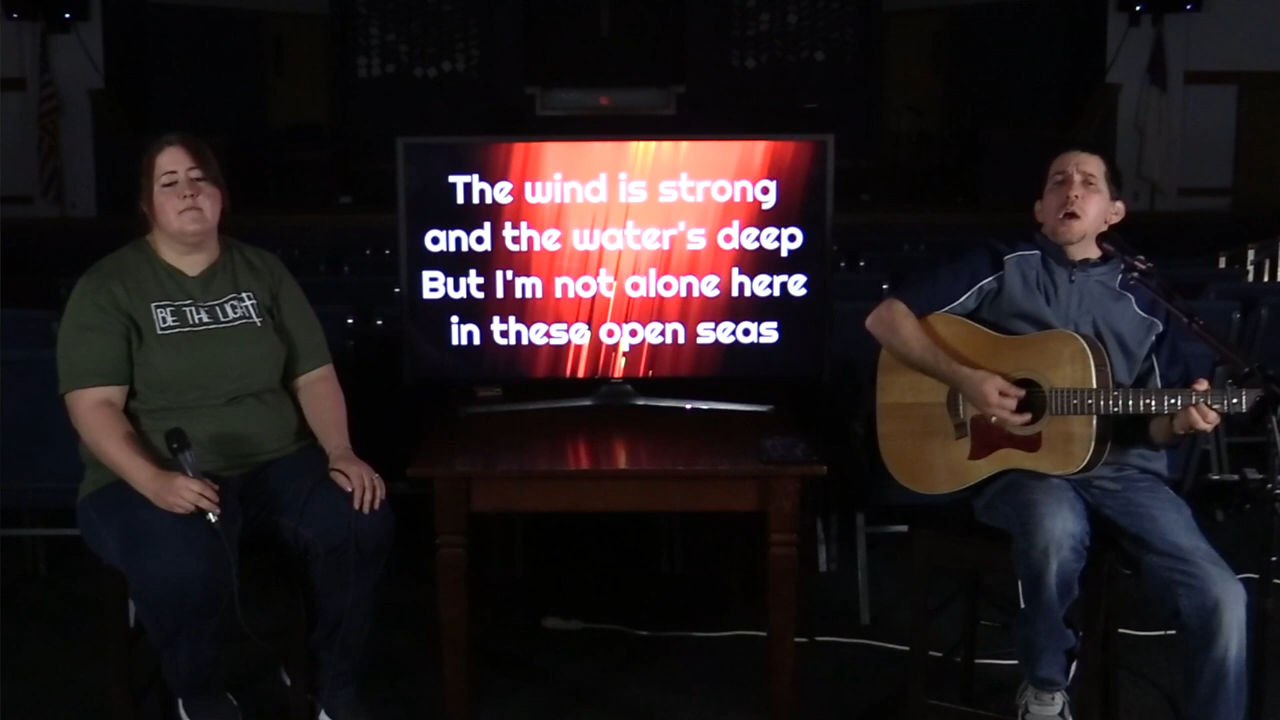 The wind is strong
and the water's deep
But I'm not alone here
in these open seas
BE THE LIGHT